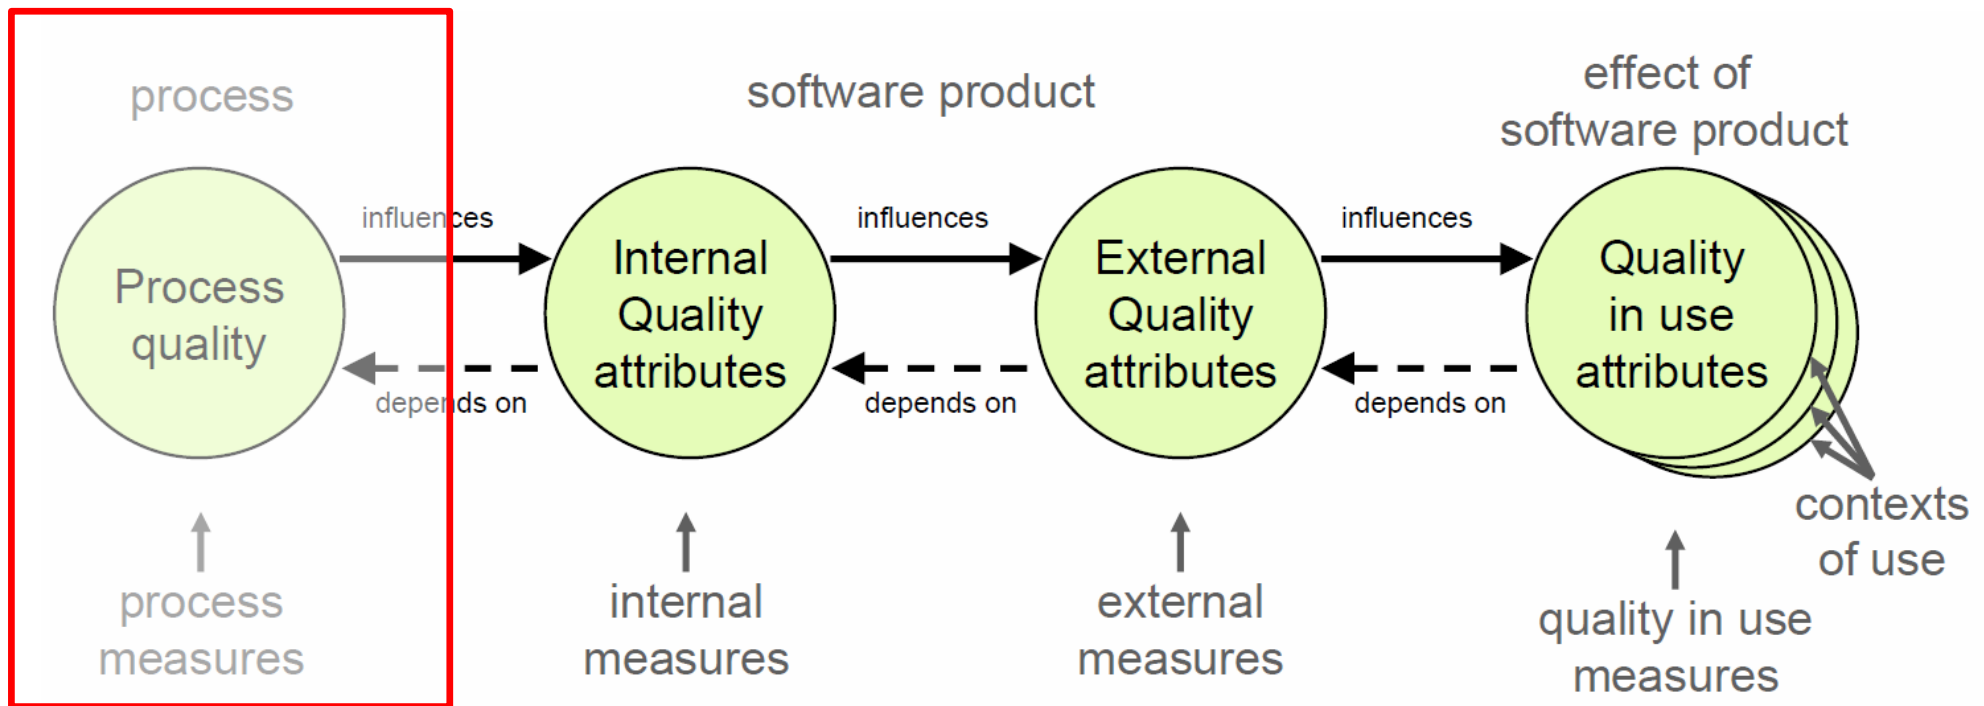 process
software product
effect of
software product
influences
influences
influences
Process
quality
Internal
Quality
attributes
External
Quality
attributes
Quality
in use
attributes
depends on
depends on
depends on
process
measures
internal
measures
external
measures
quality in use
measures
contexts
of use